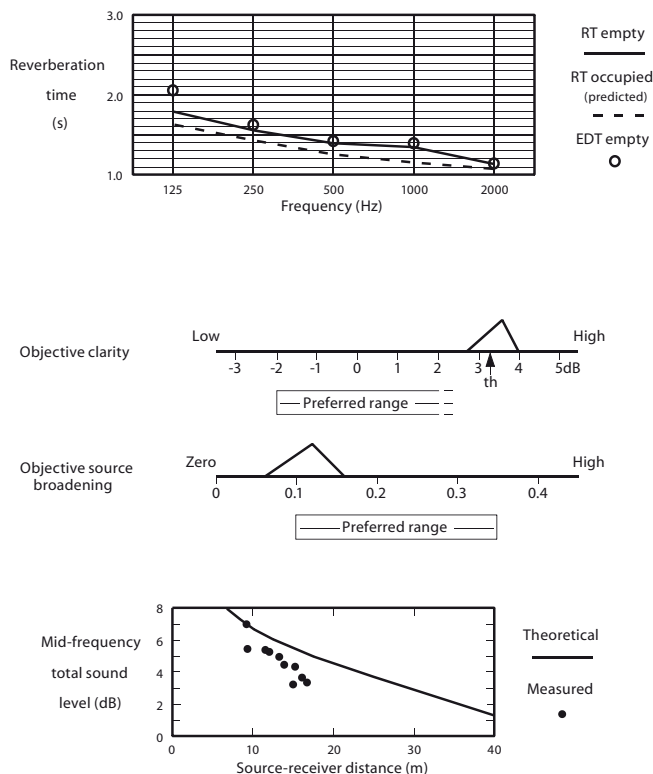 3.0
Reverberation
time
(s)
2.0
1.0
125 250 500 1000 2000
Frequency (Hz)
RT empty
RT occupied
(predicted)
EDT empty
Objective clarity
Low
High
-3 -2 -1 0 1 2 3 4 5dB
th
Preferred range
Objective source
broadening
Zero
High
0 0.1 0.2 0.3 0.4
Preferred range
Mid-frequency
total sound
level (dB)
8
6
4
2
0
0 10 20 30 40
Source-receiver distance (m)
Theoretical
Measured